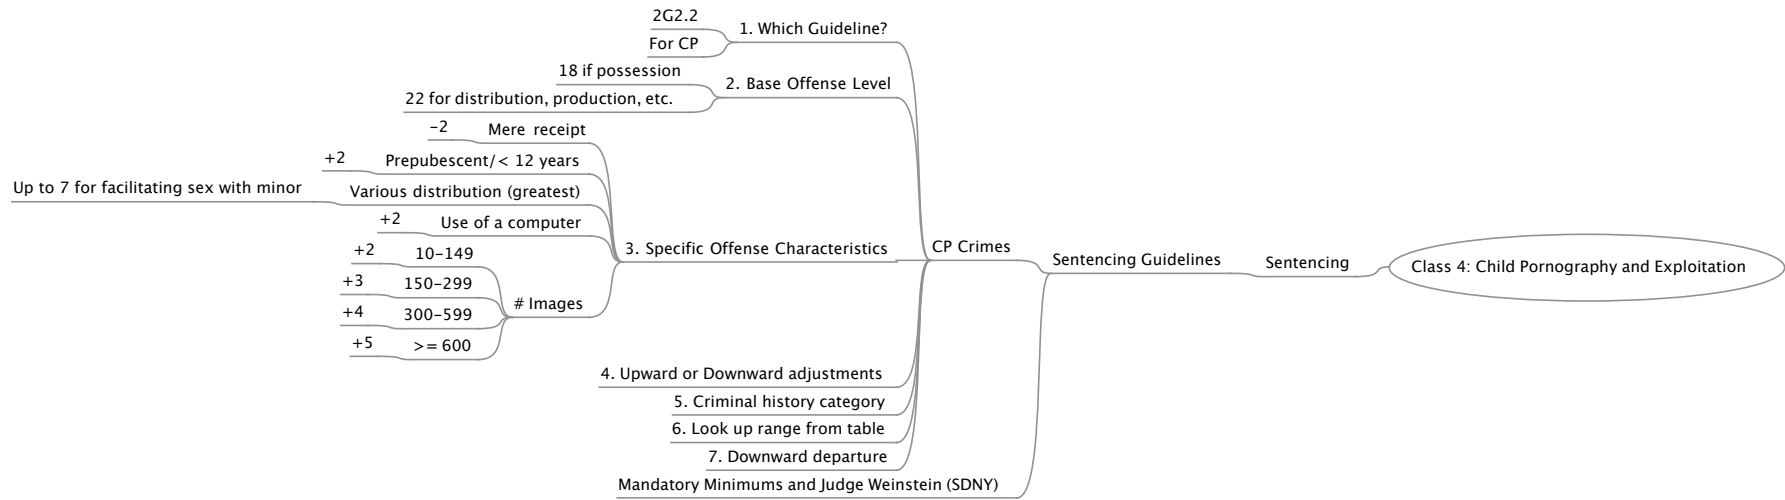 Class 4: Child Pornography and Exploitation
Sentencing
Sentencing Guidelines
CP Crimes
1. Which Guideline?
2G2.2
For CP
2. Base Offense Level
18 if possession
22 for distribution, production, etc.
3. Specific Offense Characteristics
Mere receipt
-2
Prepubescent/< 12 years
+2
Various distribution (greatest)
Up to 7 for facilitating sex with minor
Use of a computer
+2
# Images
10-149
+2
150-299
+3
300-599
+4
>= 600
+5
4. Upward or Downward adjustments
5. Criminal history category
6. Look up range from table
7. Downward departure
Mandatory Minimums and Judge Weinstein (SDNY)